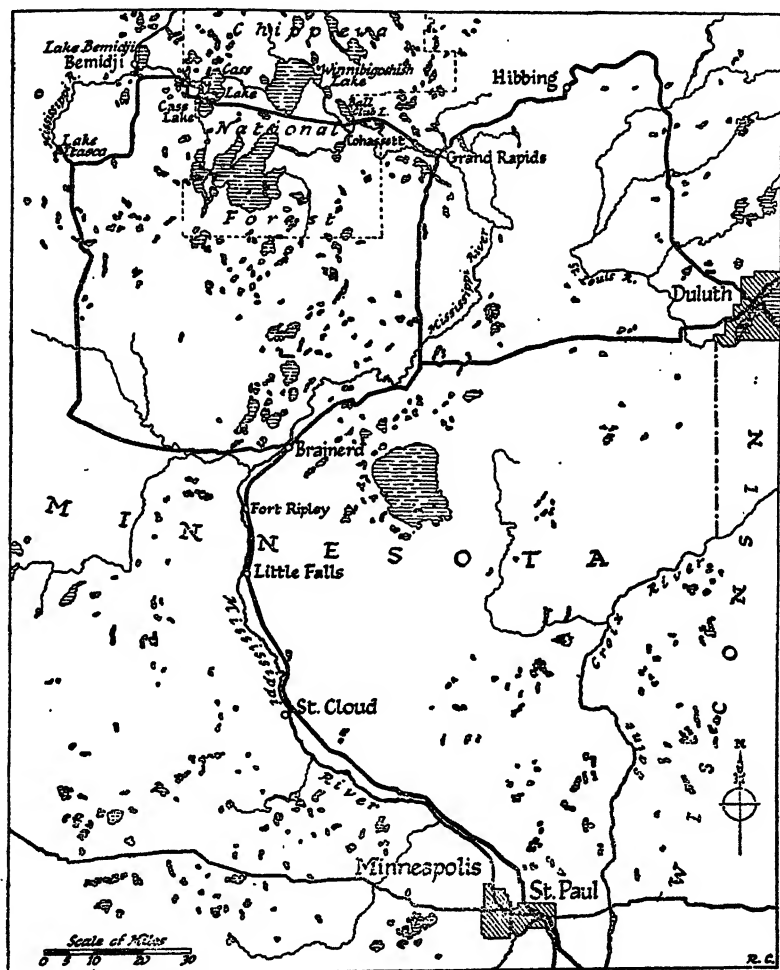 Chippewa
Lake Bemidji
Bemidji
Cass
Lake
Winnibigoshish
Lake
Hibbing
Mississippi
Cass
Lake
Ball
Club L.
National
Cohassett
Grand Rapids
Lake
Itasca
Forest
Mississippi River
St. Louis R.
Duluth
Brainerd
Fort Ripley
MINNESOTA
Little Falls
Mississippi
River
St. Cloud
St. Croix River
WISCONSIN
N
Minneapolis
St. Paul
Scale of Miles
0 5 10 20 30
R. C.